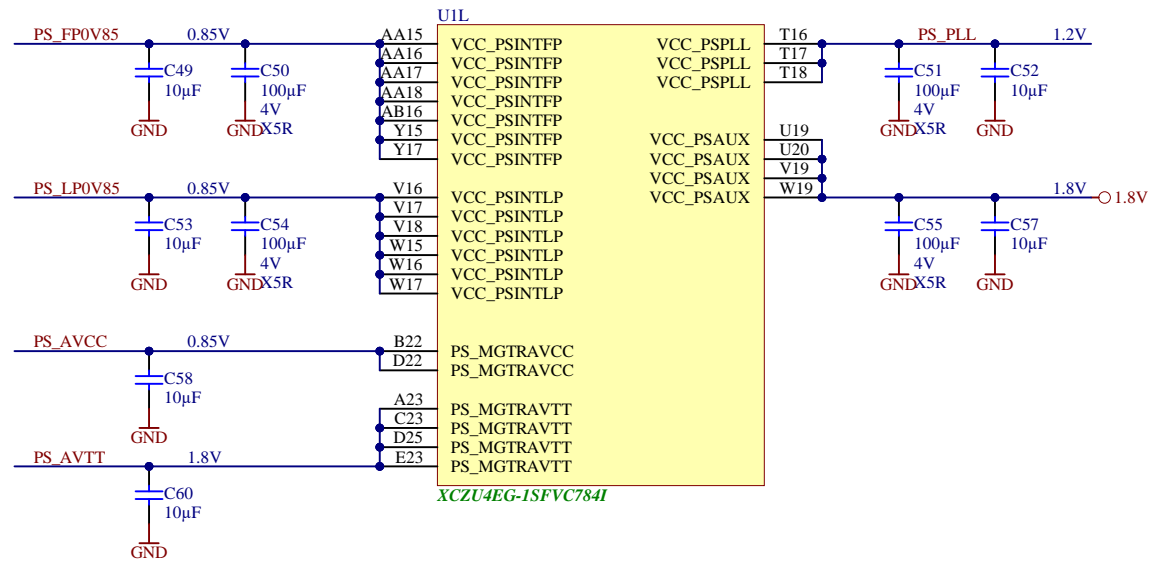 U1L
PS_FP0V85 0.85V
C49
10µF
GND
C50
100µF
4V
X5R
GND
AA15 VCC_PSINTFP
AA16 VCC_PSINTFP
AA17 VCC_PSINTFP
AA18 VCC_PSINTFP
AB16 VCC_PSINTFP
Y15 VCC_PSINTFP
Y17 VCC_PSINTFP
VCC_PSPLL T16
VCC_PSPLL T17
VCC_PSPLL T18
PS_PLL 1.2V
C51
100µF
4V
X5R
GND
C52
10µF
GND
PS_LP0V85 0.85V
C53
10µF
GND
C54
100µF
4V
X5R
GND
V16 VCC_PSINTLP
V17 VCC_PSINTLP
V18 VCC_PSINTLP
W15 VCC_PSINTLP
W16 VCC_PSINTLP
W17 VCC_PSINTLP
VCC_PSAUX U19
VCC_PSAUX U20
VCC_PSAUX V19
VCC_PSAUX W19
1.8V 1.8V
C55
100µF
4V
X5R
GND
C57
10µF
GND
PS_AVCC 0.85V
C58
10µF
GND
B22 PS_MGTRAVCC
D22 PS_MGTRAVCC
A23 PS_MGTRAVTT
C23 PS_MGTRAVTT
D25 PS_MGTRAVTT
E23 PS_MGTRAVTT
PS_AVTT 1.8V
C60
10µF
GND
XCZU4EG-1SFVC784I